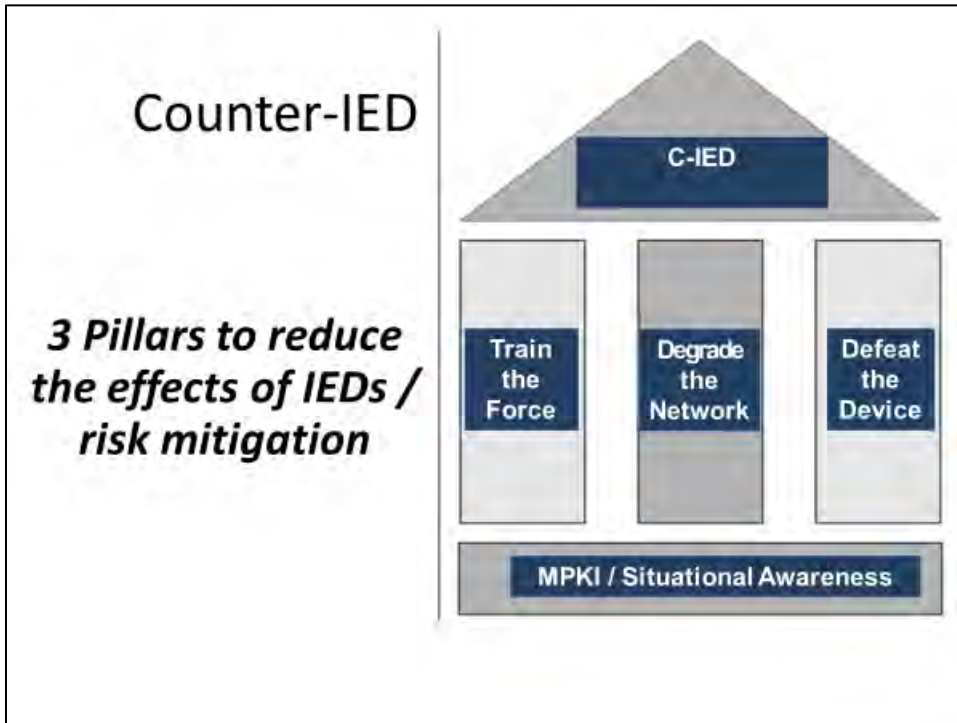 Counter-IED
3 Pillars to reduce
the effects of IEDs /
risk mitigation
C-IED
Train
the
Force
Degrade
the
Network
Defeat
the
Device
MPKI / Situational Awareness